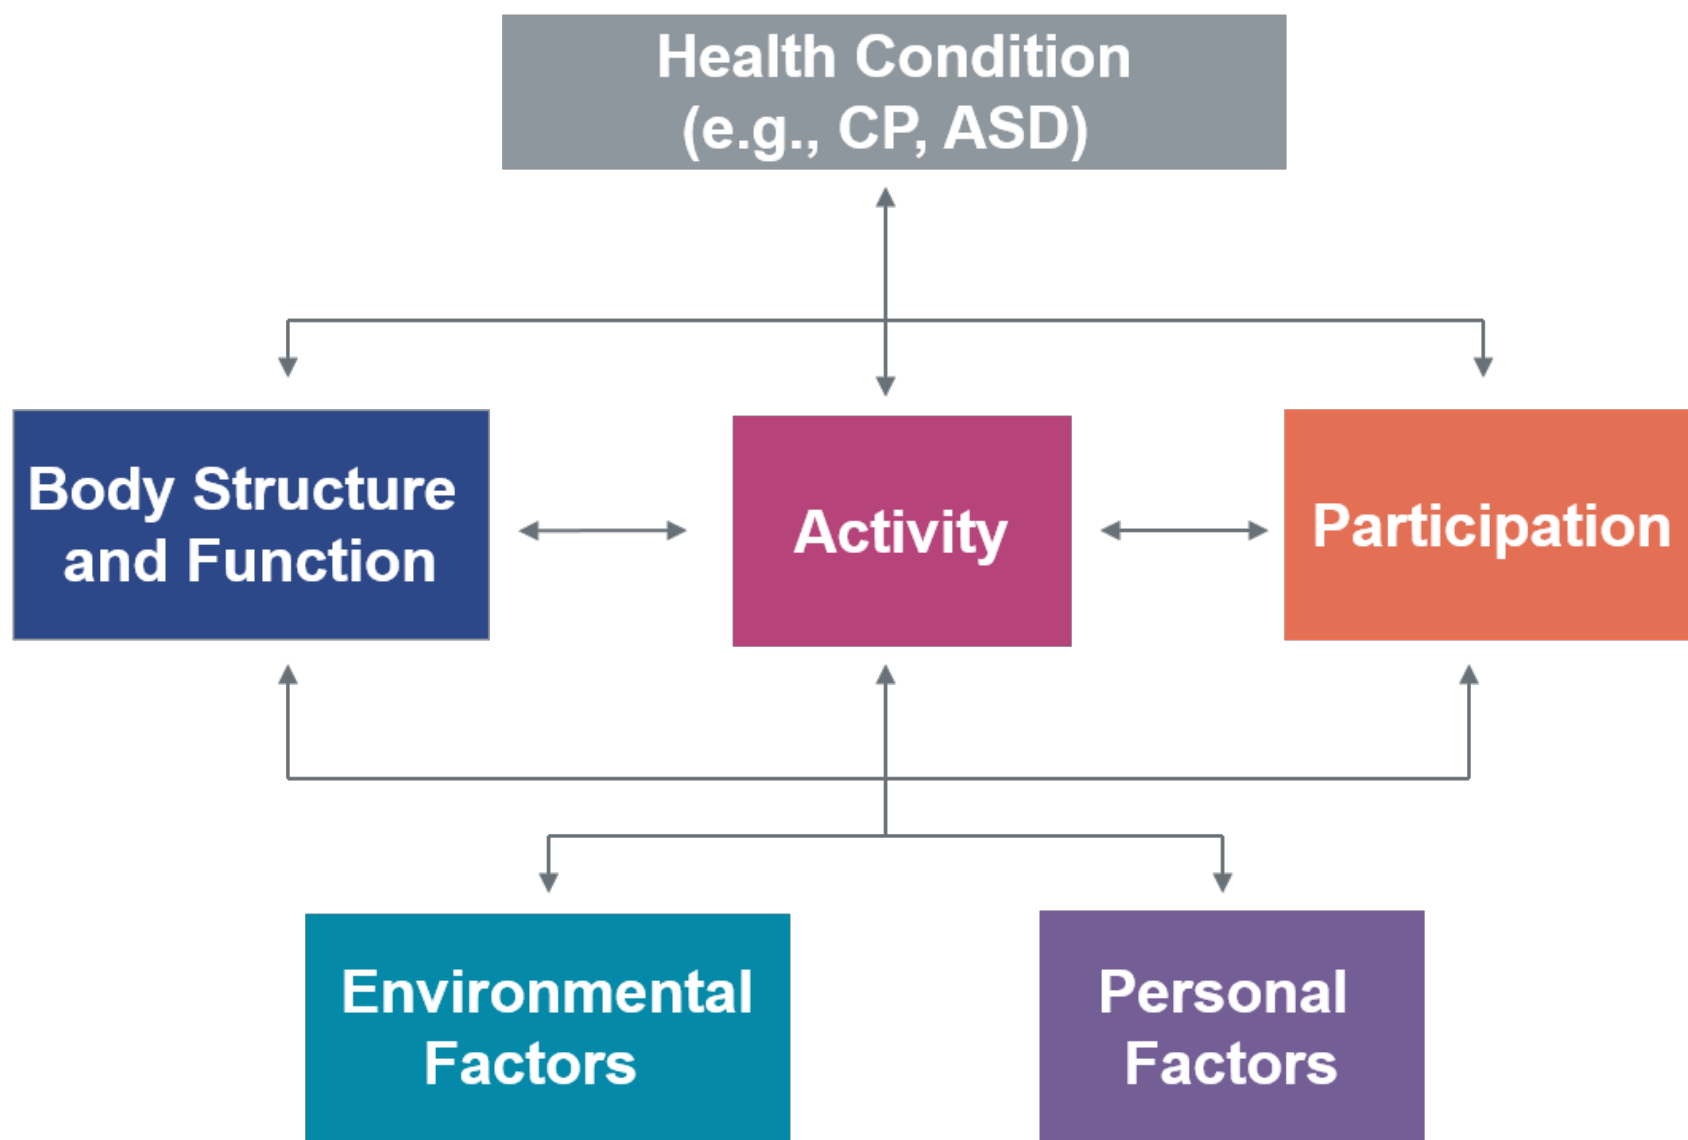 Health Condition
(e.g., CP, ASD)
Body Structure
and Function
Activity
Participation
Environmental
Factors
Personal
Factors